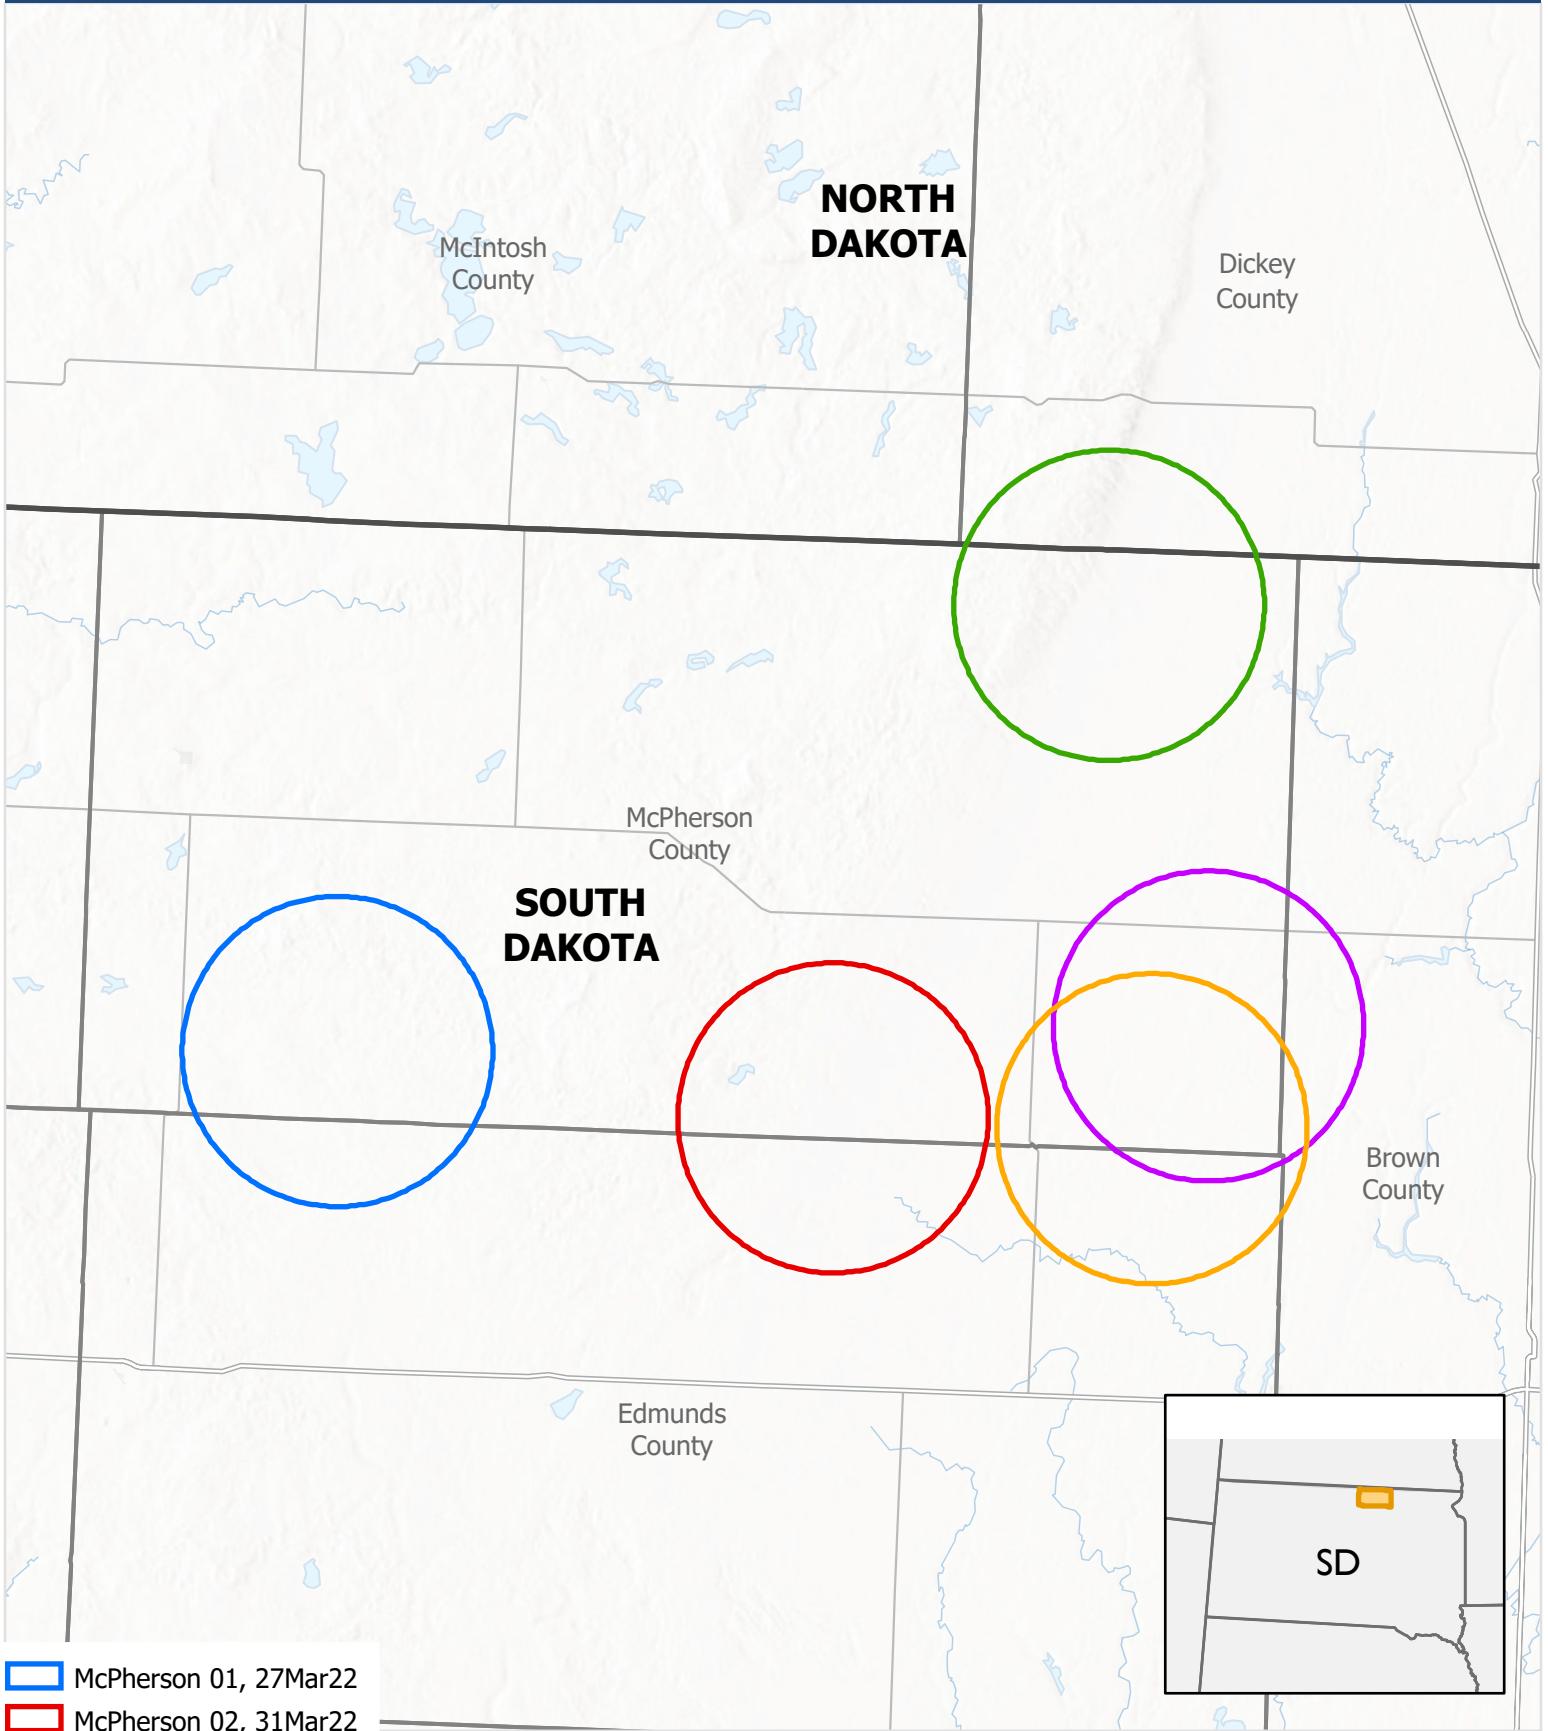 NORTH
DAKOTA
McIntosh
County
Dickey
County
McPherson
County
SOUTH
DAKOTA
Brown
County
Edmunds
County
SD
McPherson 01, 27Mar22
McPherson 02, 31Mar22